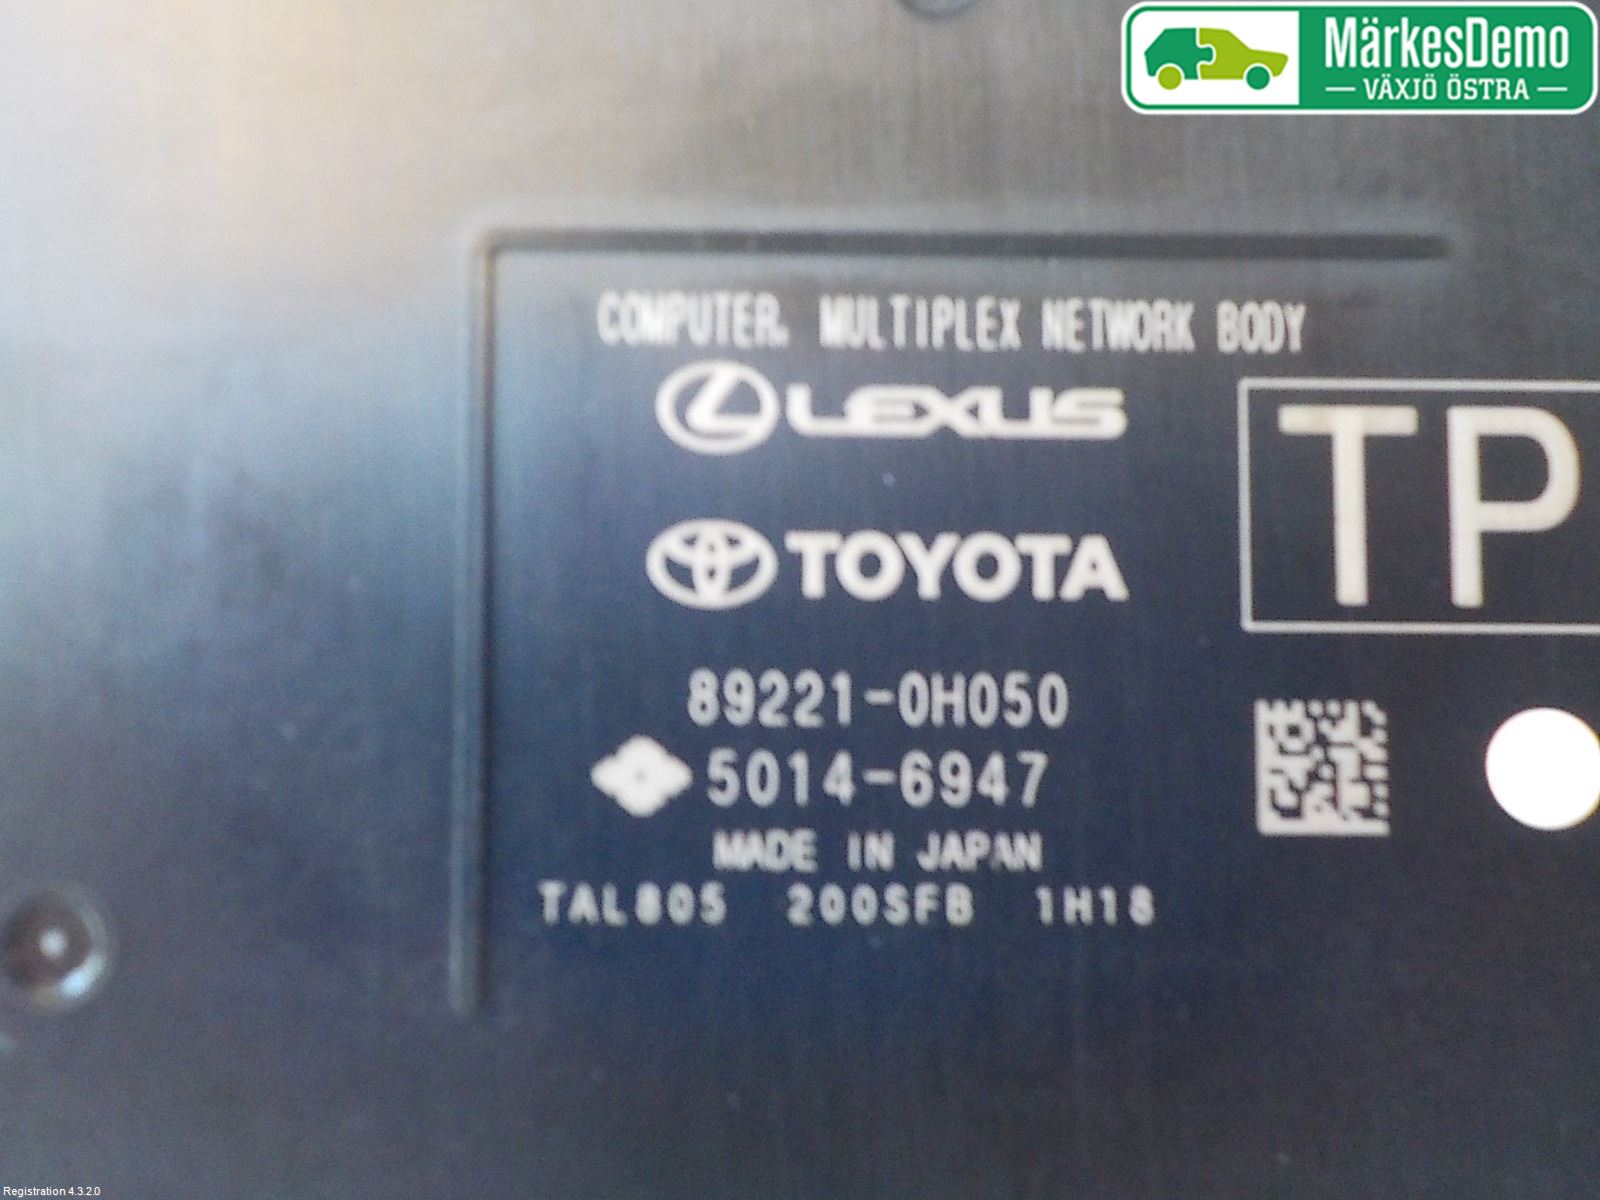 MärkesDemo
VÄXJÖ ÖSTRA
COMPUTER, MULTIPLEX NETWORK BODY
LEXUS
TP
TOYOTA
89221-0H050
5014-6947
MADE IN JAPAN
TAL805 200SFB 1H18
Registration 4.3.2.0